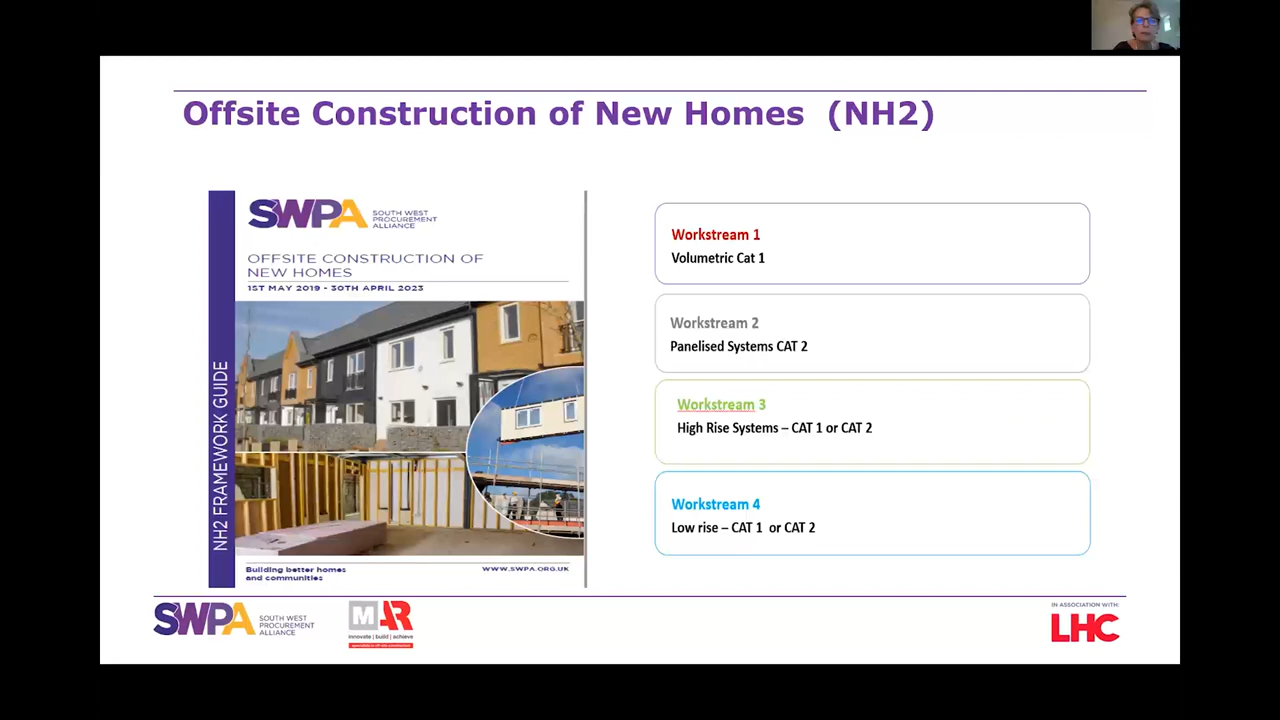 Offsite Construction of New Homes (NH2)
SWPA SOUTH WEST
PROCUREMENT
ALLIANCE
OFFSITE CONSTRUCTION OF
NEW HOMES
1ST MAY 2019 - 30TH APRIL 2023
NH2 FRAMEWORK GUIDE
Building better homes
and communities
WWW.SWPA.ORG.UK
Workstream 1
Volumetric Cat 1
Workstream 2
Panelised Systems CAT 2
Workstream 3
High Rise Systems – CAT 1 or CAT 2
Workstream 4
Low rise – CAT 1 or CAT 2
SWPA SOUTH WEST
PROCUREMENT
ALLIANCE
MAR
innovate | build | achieve
specialists in off-site construction
IN ASSOCIATION WITH:
LHC